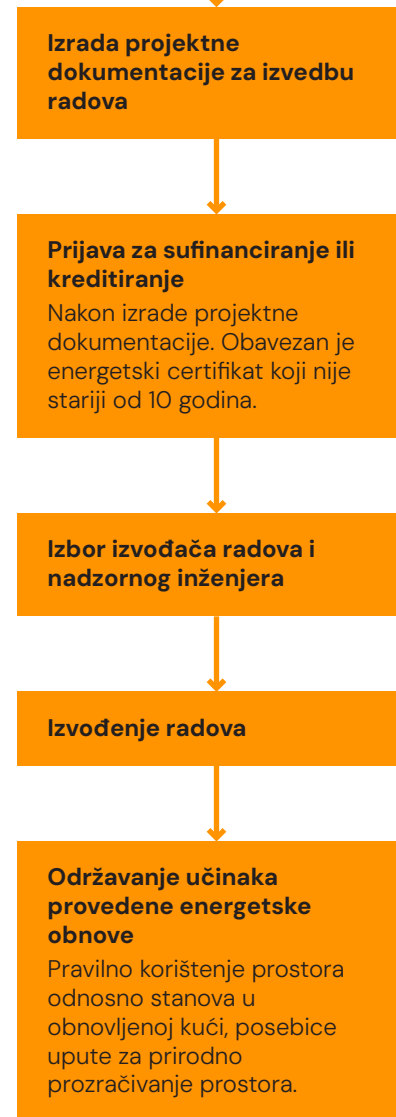 Izrada projektne
dokumentacije za izvedbu
radova
Prijava za sufinanciranje ili
kreditiranje
Nakon izrade projektne
dokumentacije. Obavezan je
energetski certifikat koji nije
stariji od 10 godina.
Izbor izvođača radova i
nadzornog inženjera
Izvođenje radova
Održavanje učinaka
provedene energetske
obnove
Pravilno korištenje prostora
odnosno stanova u
obnovljenoj kući, posebice
upute za prirodno
prozračivanje prostora.